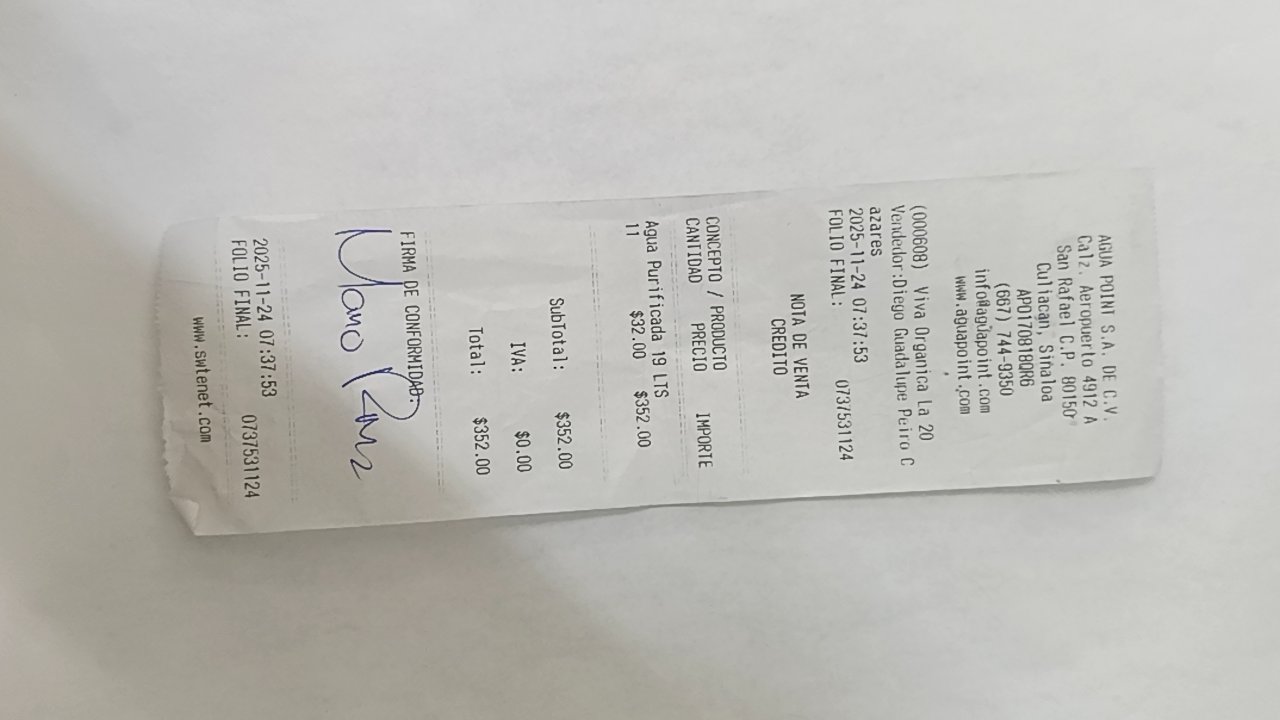 AGUA POINT S.A. DE C.V.
Calz. Aeropuerto 4912 A
San Rafael C.P. 80150
Culiacan, Sinaloa
APO170818QR6
(667) 744-9350
info@aguapoint.com
www.aguapoint.com
(000608) Viva Organica La 20
Vendedor:Diego Guadalupe Peiro C
azares
2025-11-24 07:37:53
FOLIO FINAL: 0737531124
NOTA DE VENTA
CREDITO
CONCEPTO / PRODUCTO
CANTIDAD PRECIO IMPORTE
Agua Purificada 19 LTS
11 $32.00 $352.00
SubTotal: $352.00
IVA: $0.00
Total: $352.00
FIRMA DE CONFORMIDAD:
2025-11-24 07:37:53
FOLIO FINAL: 0737531124
www.swtenet.com